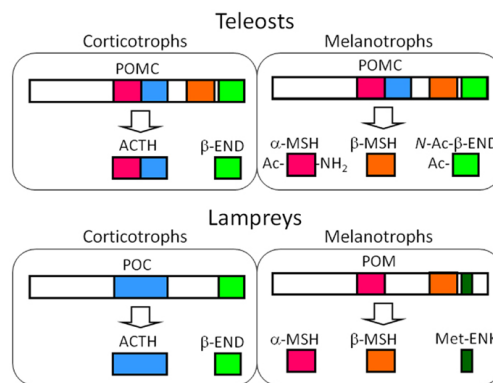 Teleosts
Corticotrophs
Melanotrophs
POMC
POMC
ACTH
β-END
α-MSH
β-MSH
N-Ac-β-END
Ac-
-NH₂
Ac-
Lampreys
Corticotrophs
Melanotrophs
POC
POM
ACTH
β-END
α-MSH
β-MSH
Met-ENK